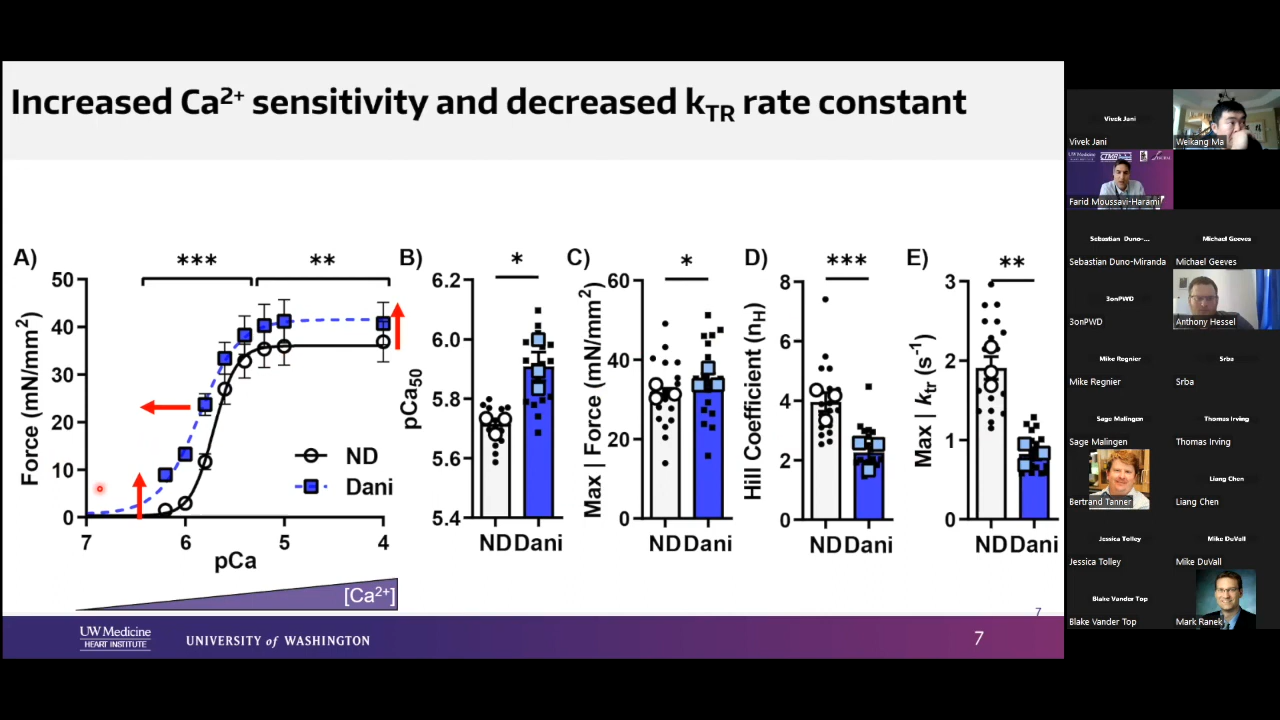 Increased Ca²⁺ sensitivity and decreased kTR rate constant
A)
***
**
50
40
30
20
10
0
Force (mN/mm²)
7
6
5
4
pCa
ND
Dani
[Ca²⁺]
B)
*
6.2
6.0
5.8
5.6
5.4
pCa50
ND Dani
C)
*
60
40
20
0
Max | Force (mN/mm²)
ND Dani
D)
***
8
6
4
2
0
Hill Coefficient (nH)
ND Dani
E)
**
3
2
1
0
Max | ktr (s⁻¹)
ND Dani
7
UW Medicine
HEART INSTITUTE
UNIVERSITY of WASHINGTON
7
Vivek Jani
Vivek Jani
Weikang Ma
UW Medicine
Farid Moussavi-Harami
Sebastian Duno-...
Sebastian Duno-Miranda
Michael Geeves
Michael Geeves
3onPWD
3onPWD
Anthony Hessel
Mike Regnier
Mike Regnier
Srba
Srba
Sage Malingen
Sage Malingen
Thomas Irving
Thomas Irving
Bertrand Tanner
Liang Chen
Liang Chen
Jessica Tolley
Jessica Tolley
Mike DuVall
Mike DuVall
Blake Vander Top
Blake Vander Top
Mark Ranek